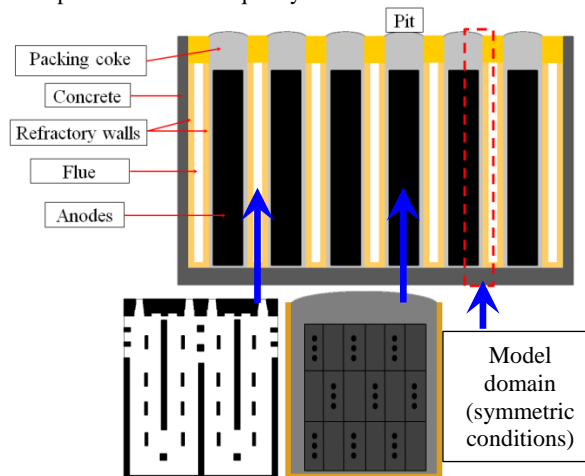 Pit
Packing coke
Concrete
Refractory walls
Flue
Anodes
Model
domain
(symmetric
conditions)